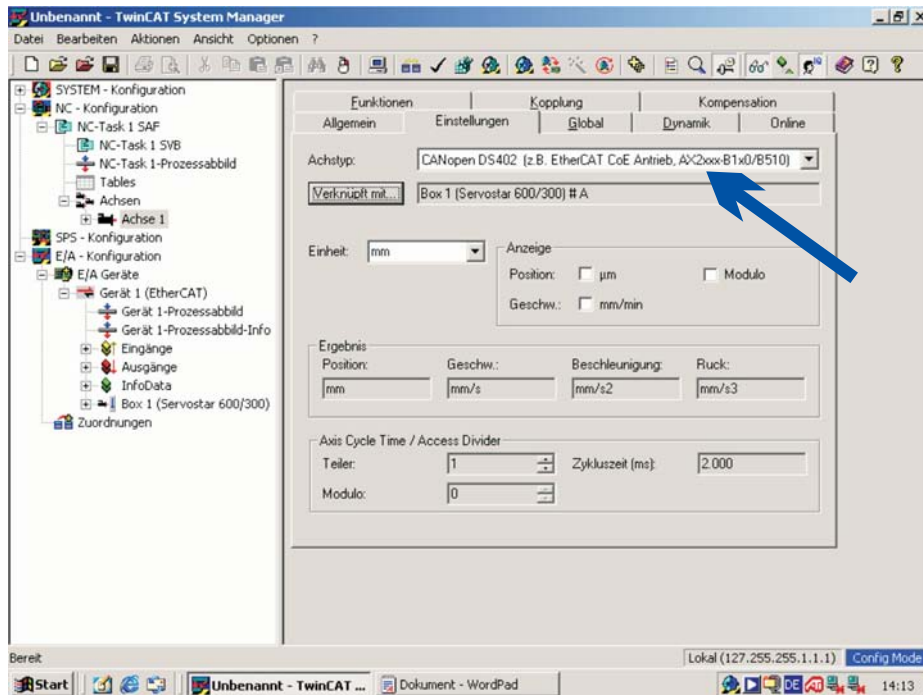 Unbenannt - TwinCAT System Manager
Datei Bearbeiten Aktionen Ansicht Optionen ?
SYSTEM - Konfiguration
NC - Konfiguration
NC-Task 1 SAF
NC-Task 1 SVB
NC-Task 1-Prozessabbild
Tables
Achsen
Achse 1
SPS - Konfiguration
E/A - Konfiguration
E/A Geräte
Gerät 1 (EtherCAT)
Gerät 1-Prozessabbild
Gerät 1-Prozessabbild-Info
Eingänge
Ausgänge
InfoData
Box 1 (Servostar 600/300)
Zuordnungen
Funktionen Kopplung Kompensation
Allgemein Einstellungen Global Dynamik Online
Achstyp: CANopen DS402 (z.B. EtherCAT CoE Antrieb, AX2xxx-B1x0/B510)
Verknüpft mit... Box 1 (Servostar 600/300) # A
Einheit: mm
Anzeige
Position: µm Modulo
Geschw.: mm/min
Ergebnis
Position: Geschw.: Beschleunigung: Ruck:
mm mm/s mm/s2 mm/s3
Axis Cycle Time / Access Divider
Teiler: 1 Zykluszeit (ms): 2.000
Modulo: 0
Bereit Lokal (127.255.255.1.1.1) Config Mode
Start Unbenannt - TwinCAT ... Dokument - WordPad DE 14:13